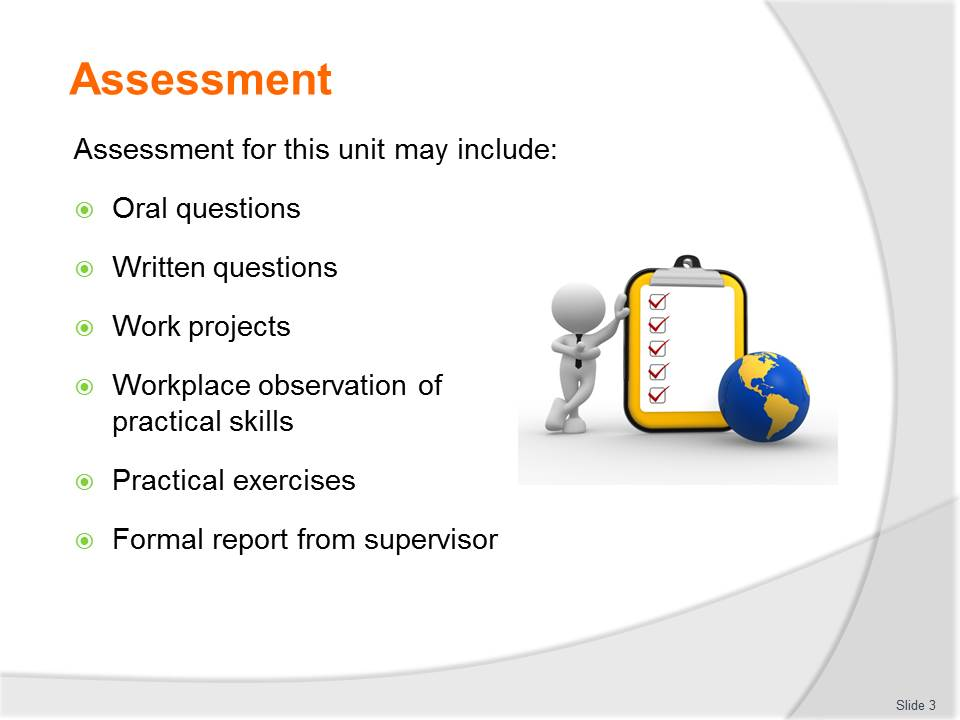 Assessment
Assessment for this unit may include:
Oral questions
Written questions
Work projects
Workplace observation of
practical skills
Practical exercises
Formal report from supervisor
Slide 3